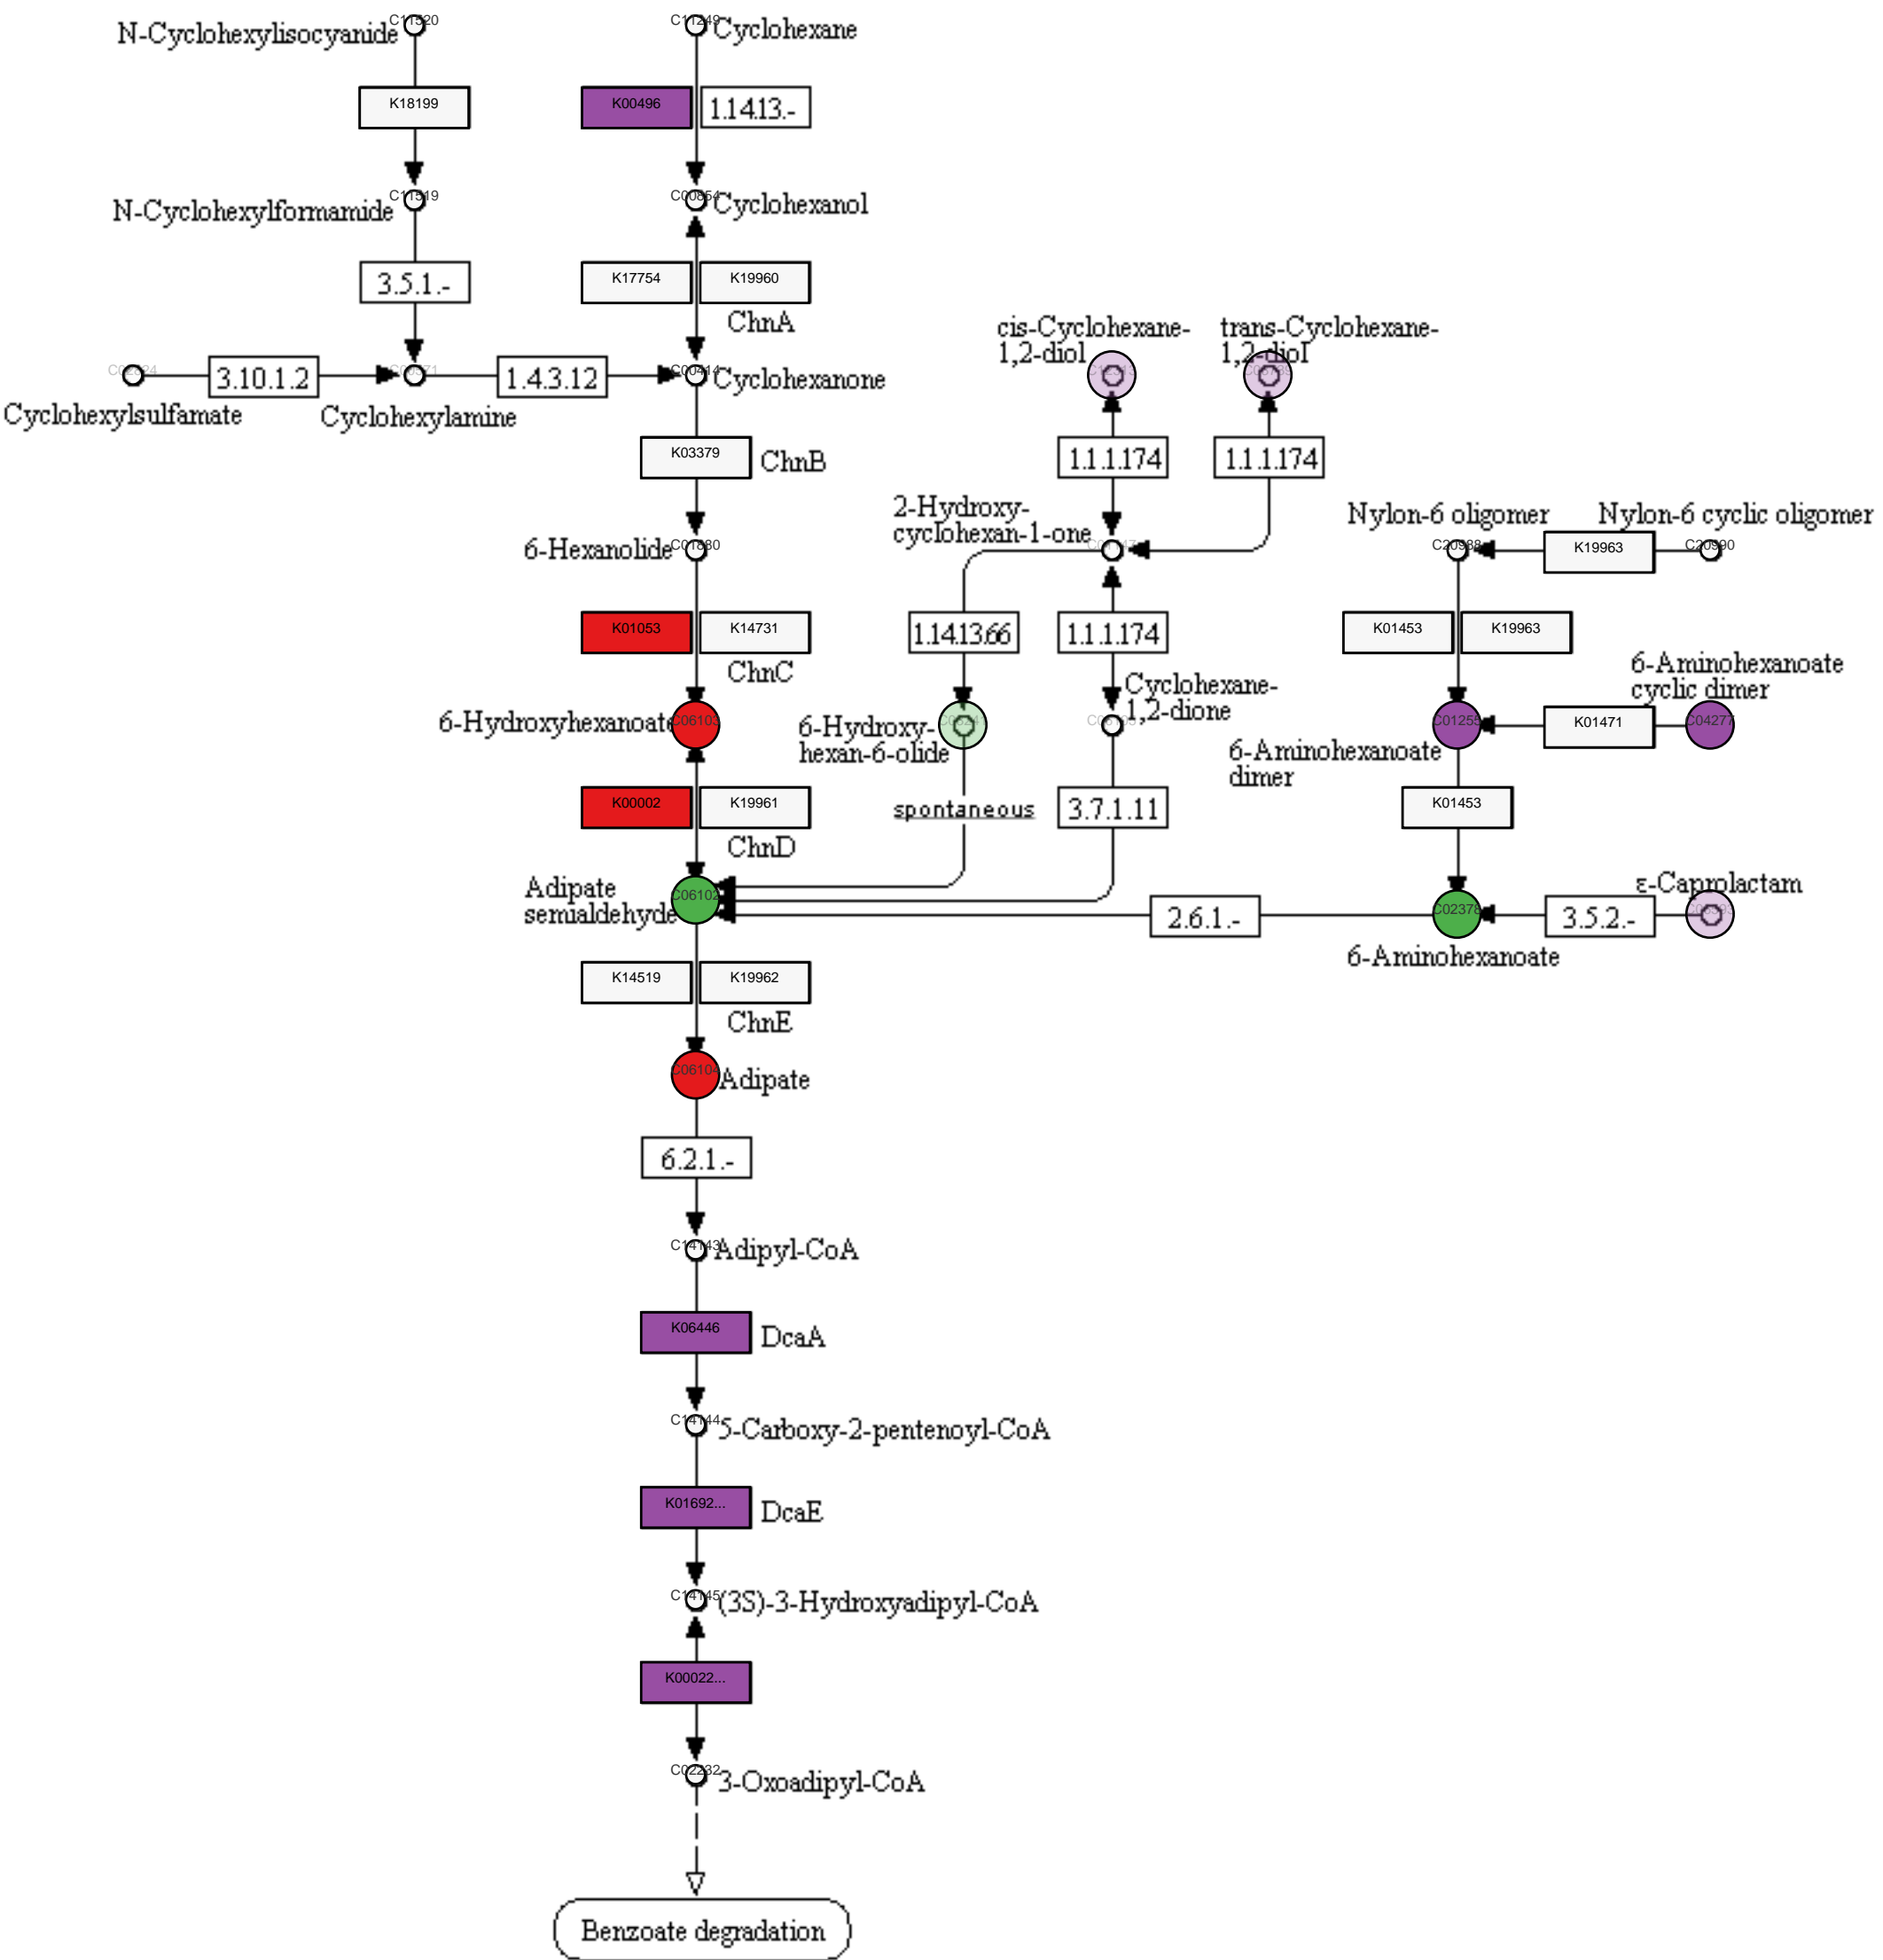 C11520
N-Cyclohexylisocyanide
C11249
Cyclohexane
K18199
K00496
1.14.13.-
C11519
N-Cyclohexylformamide
C00854
Cyclohexanol
3.5.1.-
K17754
K19960
ChnA
cis-Cyclohexane-
1,2-diol
trans-Cyclohexane-
1,2-diol
3.10.1.2
1.4.3.12
C00414
Cyclohexanone
Cyclohexylsulfamate
Cyclohexylamine
K03379
ChnB
1.1.1.174
1.1.1.174
2-Hydroxy-
cyclohexan-1-one
Nylon-6 oligomer
Nylon-6 cyclic oligomer
6-Hexanolide
C01880
C20988
K19963
C20990
K01053
K14731
ChnC
1.14.13.66
1.1.1.174
K01453
K19963
6-Aminohexanoate
cyclic dimer
6-Hydroxyhexanoate
C06103
6-Hydroxy-
hexan-6-olide
Cyclohexane-
1,2-dione
C01255
K01471
C04277
6-Aminohexanoate
dimer
K00002
K19961
ChnD
spontaneous
3.7.1.11
K01453
Adipate
semialdehyde
C06102
2.6.1.-
C02378
3.5.2.-
ε-Caprolactam
6-Aminohexanoate
K14519
K19962
ChnE
C06104
Adipate
6.2.1.-
C14143
Adipyl-CoA
K06446
DcaA
C14144
5-Carboxy-2-pentenoyl-CoA
K01692...
DcaE
C14145
(3S)-3-Hydroxyadipyl-CoA
K00022...
C02232
3-Oxoadipyl-CoA
Benzoate degradation